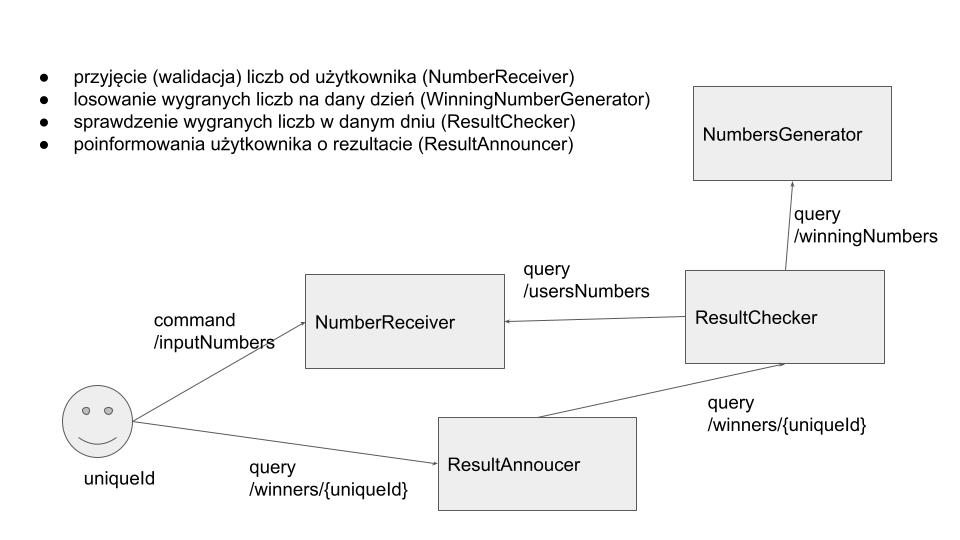 ● przyjęcie (walidacja) liczb od użytkownika (NumberReceiver)
● losowanie wygranych liczb na dany dzień (WinningNumberGenerator)
● sprawdzenie wygranych liczb w danym dniu (ResultChecker)
● poinformowania użytkownika o rezultacie (ResultAnnouncer)
NumbersGenerator
query
/winningNumbers
query
/usersNumbers
ResultChecker
command
/inputNumbers
NumberReceiver
query
/winners/{uniqueId}
ResultAnnoucer
query
/winners/{uniqueId}
uniqueId